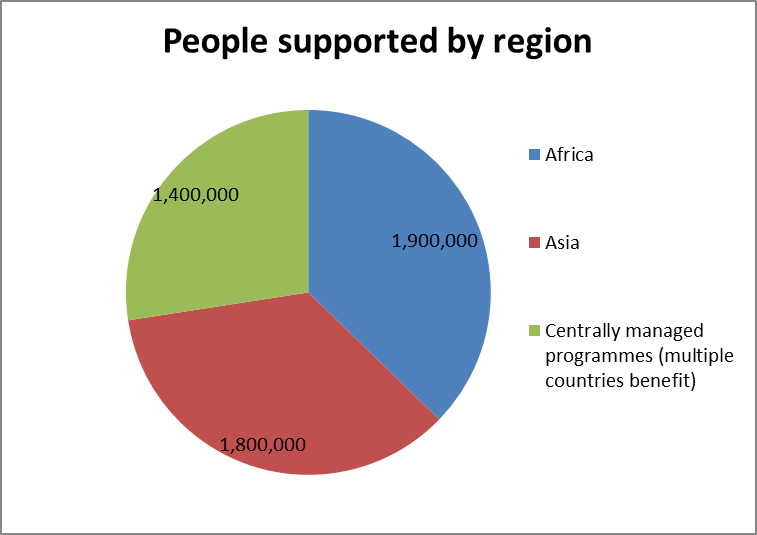 People supported by region
1,400,000
1,900,000
1,800,000
Africa
Asia
Centrally managed
programmes (multiple
countries benefit)